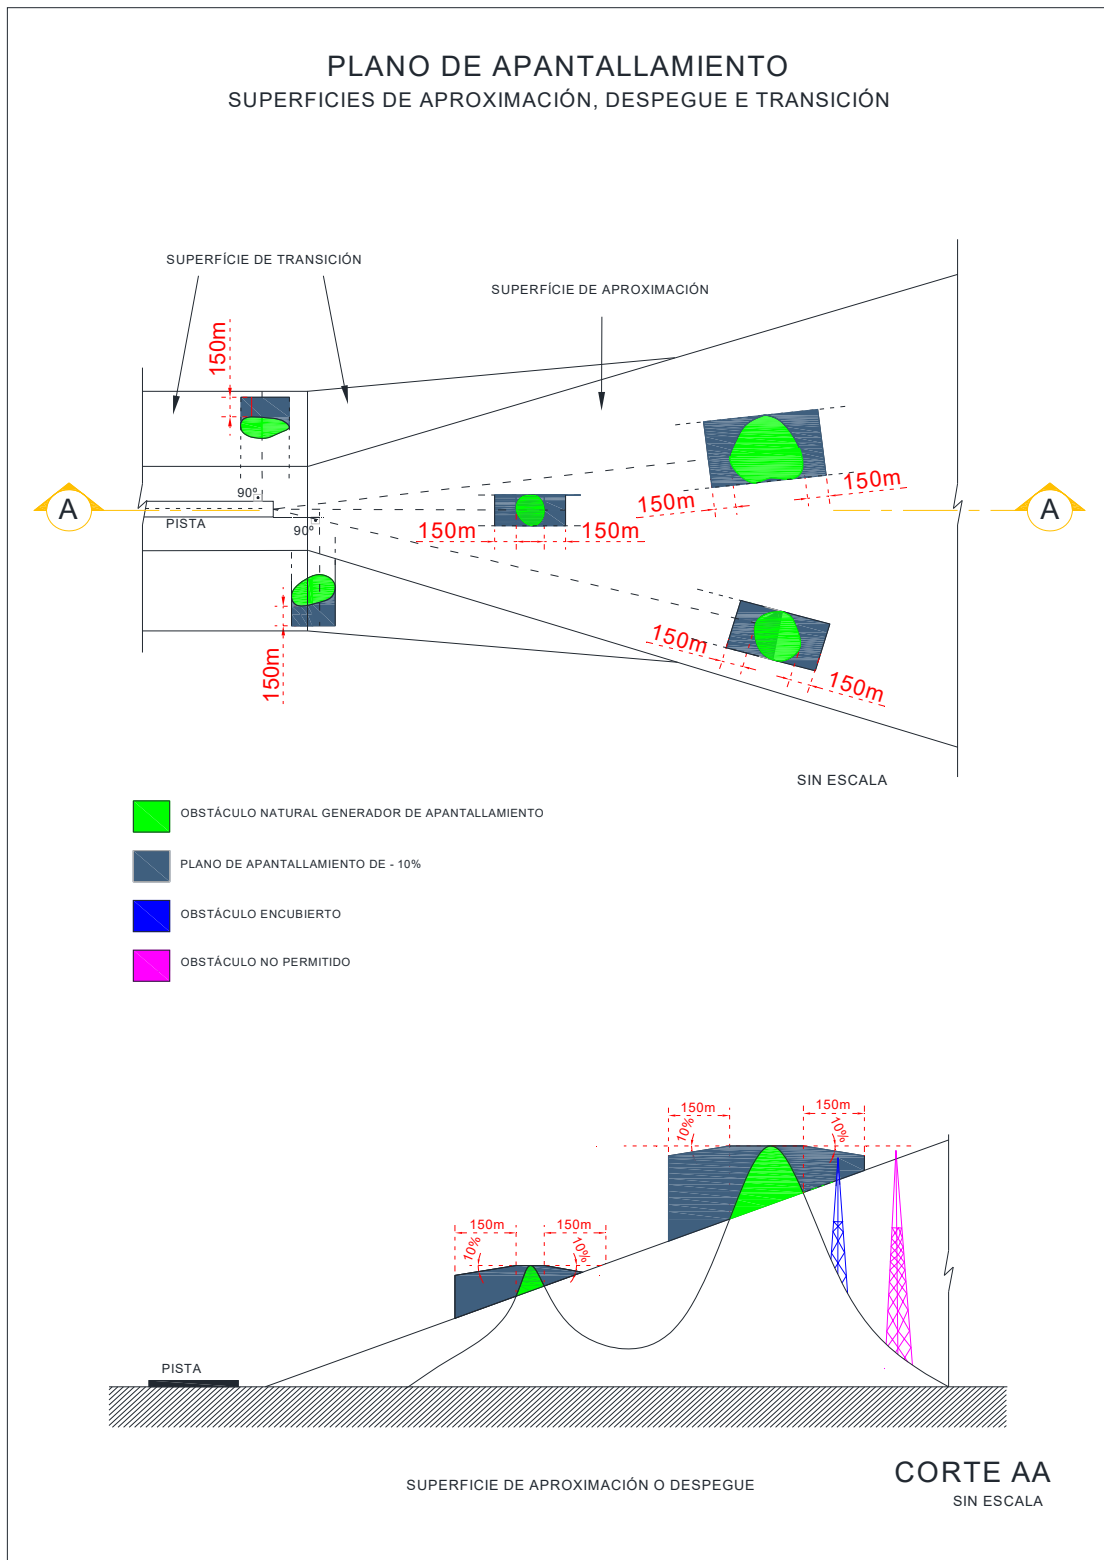 PLANO DE APANTALLAMIENTO
SUPERFICIES DE APROXIMACIÓN, DESPEGUE E TRANSICIÓN
SUPERFÍCIE DE TRANSICIÓN
SUPERFÍCIE DE APROXIMACIÓN
150m
150m
150m
90º
A
A
PISTA
90º
150m
150m
150m
150m
150m
SIN ESCALA
OBSTÁCULO NATURAL GENERADOR DE APANTALLAMIENTO
PLANO DE APANTALLAMIENTO DE - 10%
OBSTÁCULO ENCUBIERTO
OBSTÁCULO NO PERMITIDO
150m
150m
10%
10%
150m
150m
10%
10%
PISTA
CORTE AA
SUPERFICIE DE APROXIMACIÓN O DESPEGUE
SIN ESCALA